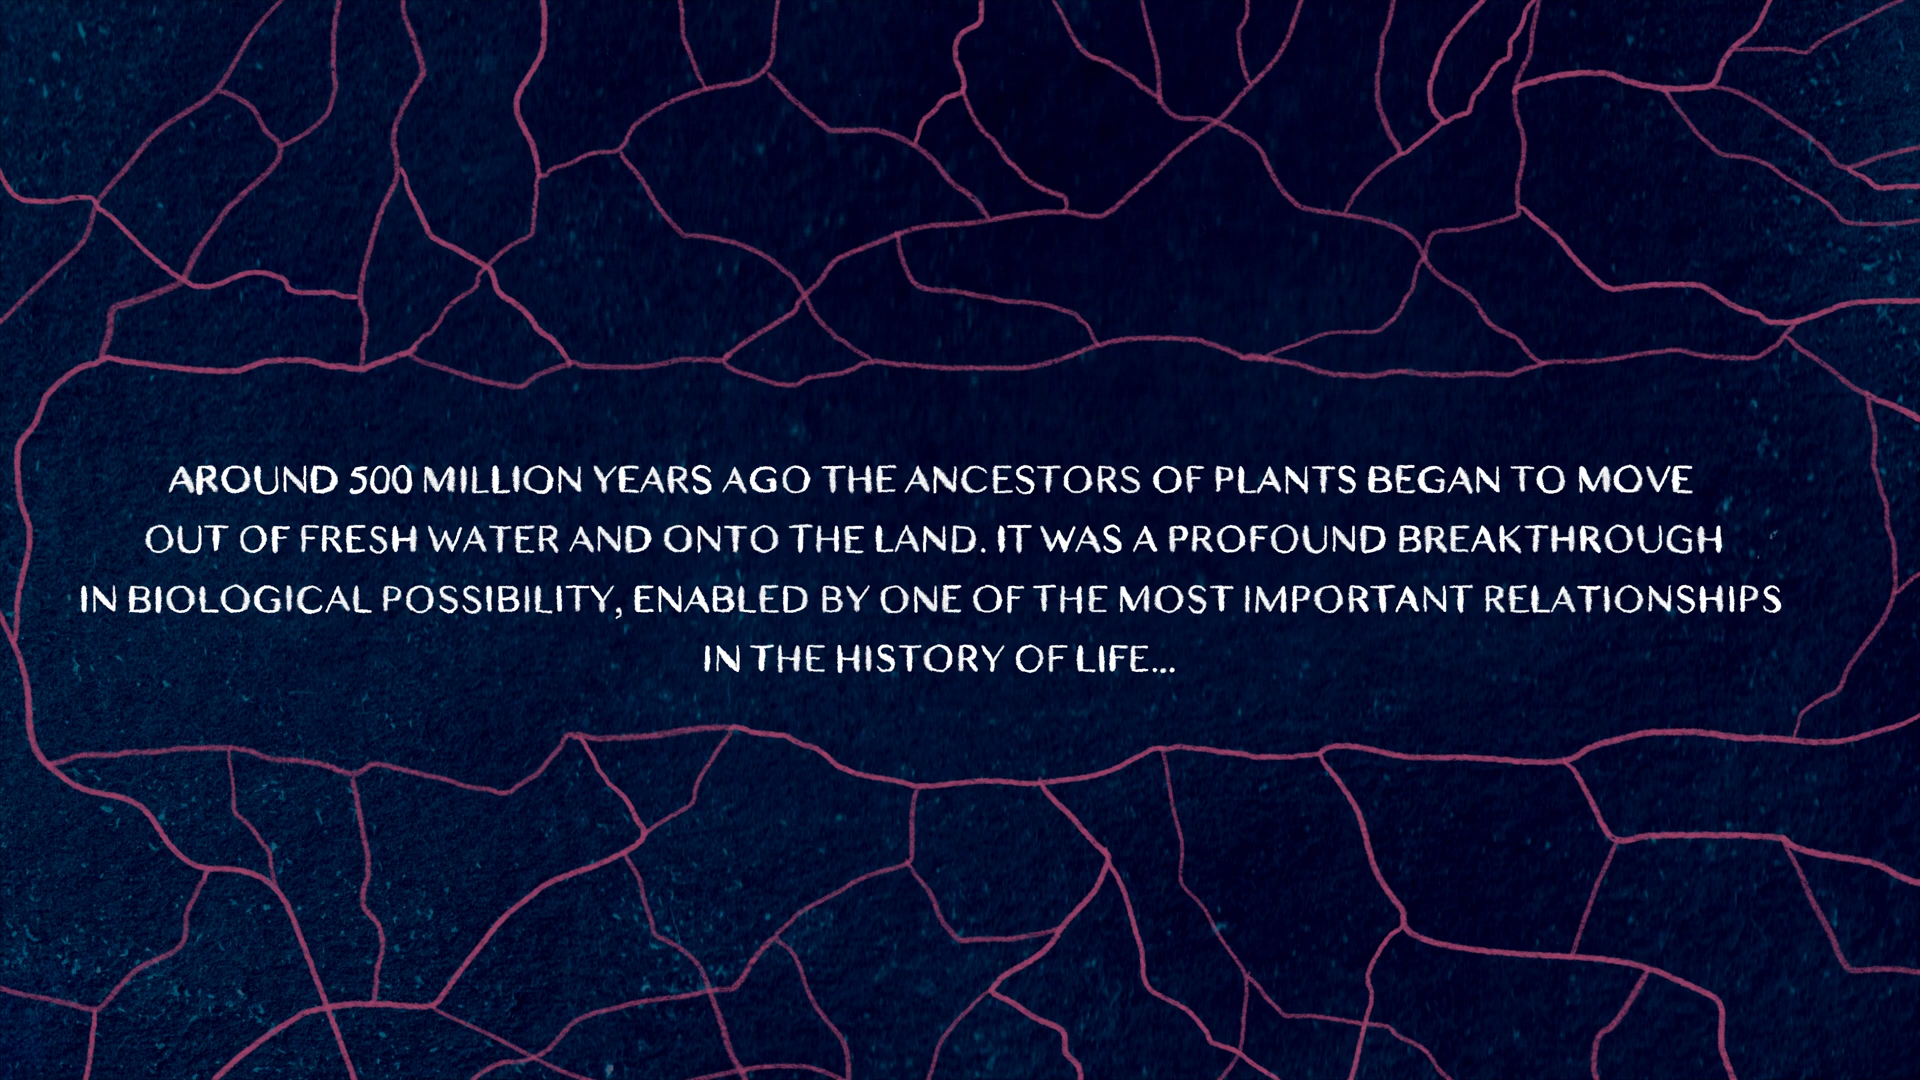 AROUND 500 MILLION YEARS AGO THE ANCESTORS OF PLANTS BEGAN TO MOVE
OUT OF FRESH WATER AND ONTO THE LAND. IT WAS A PROFOUND BREAKTHROUGH
IN BIOLOGICAL POSSIBILITY, ENABLED BY ONE OF THE MOST IMPORTANT RELATIONSHIPS
IN THE HISTORY OF LIFE...